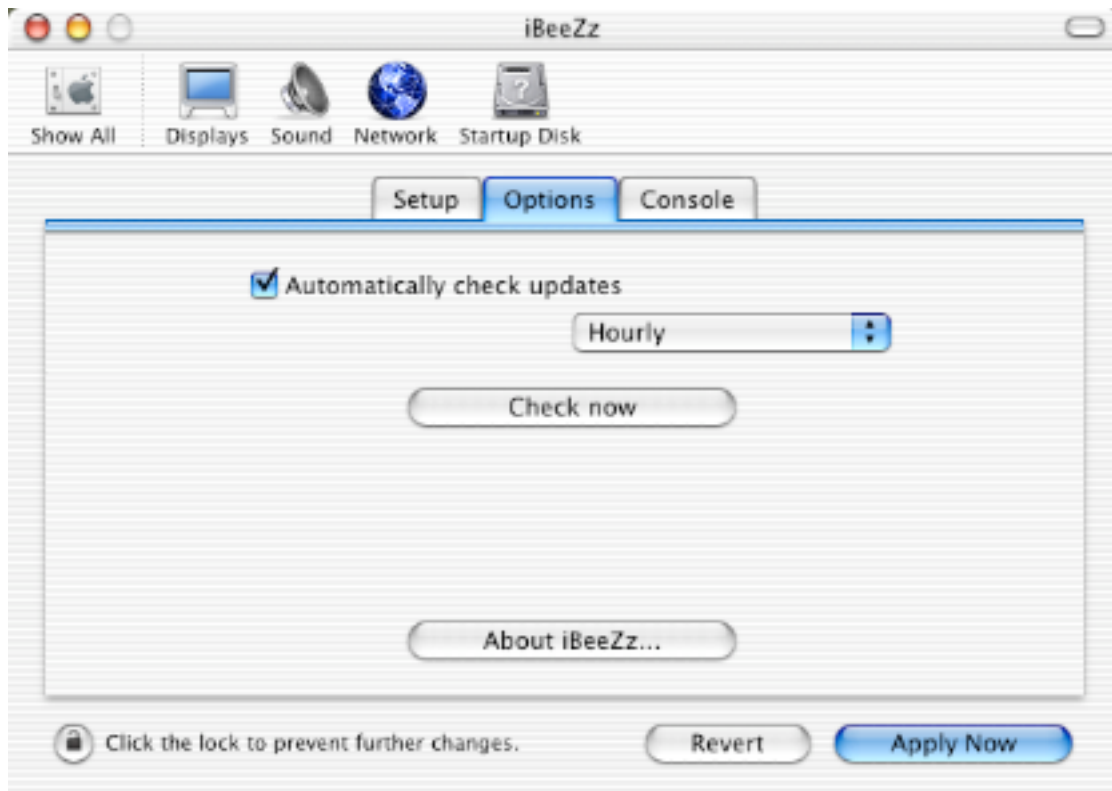 iBeeZz
Show All Displays Sound Network Startup Disk
Setup Options Console
Automatically check updates
Hourly
Check now
About iBeeZz...
Click the lock to prevent further changes. Revert Apply Now